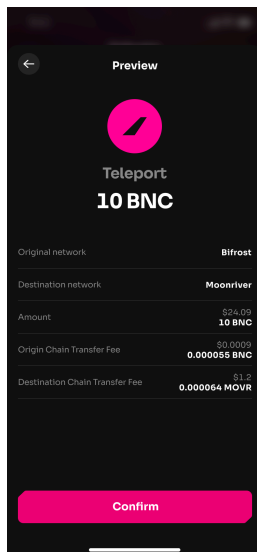 Preview
Teleport
10 BNC
Original network Bifrost
Destination network Moonriver
Amount $24.09
10 BNC
Origin Chain Transfer Fee $0.0009
0.000055 BNC
Destination Chain Transfer Fee $1.2
0.000064 MOVR
Confirm